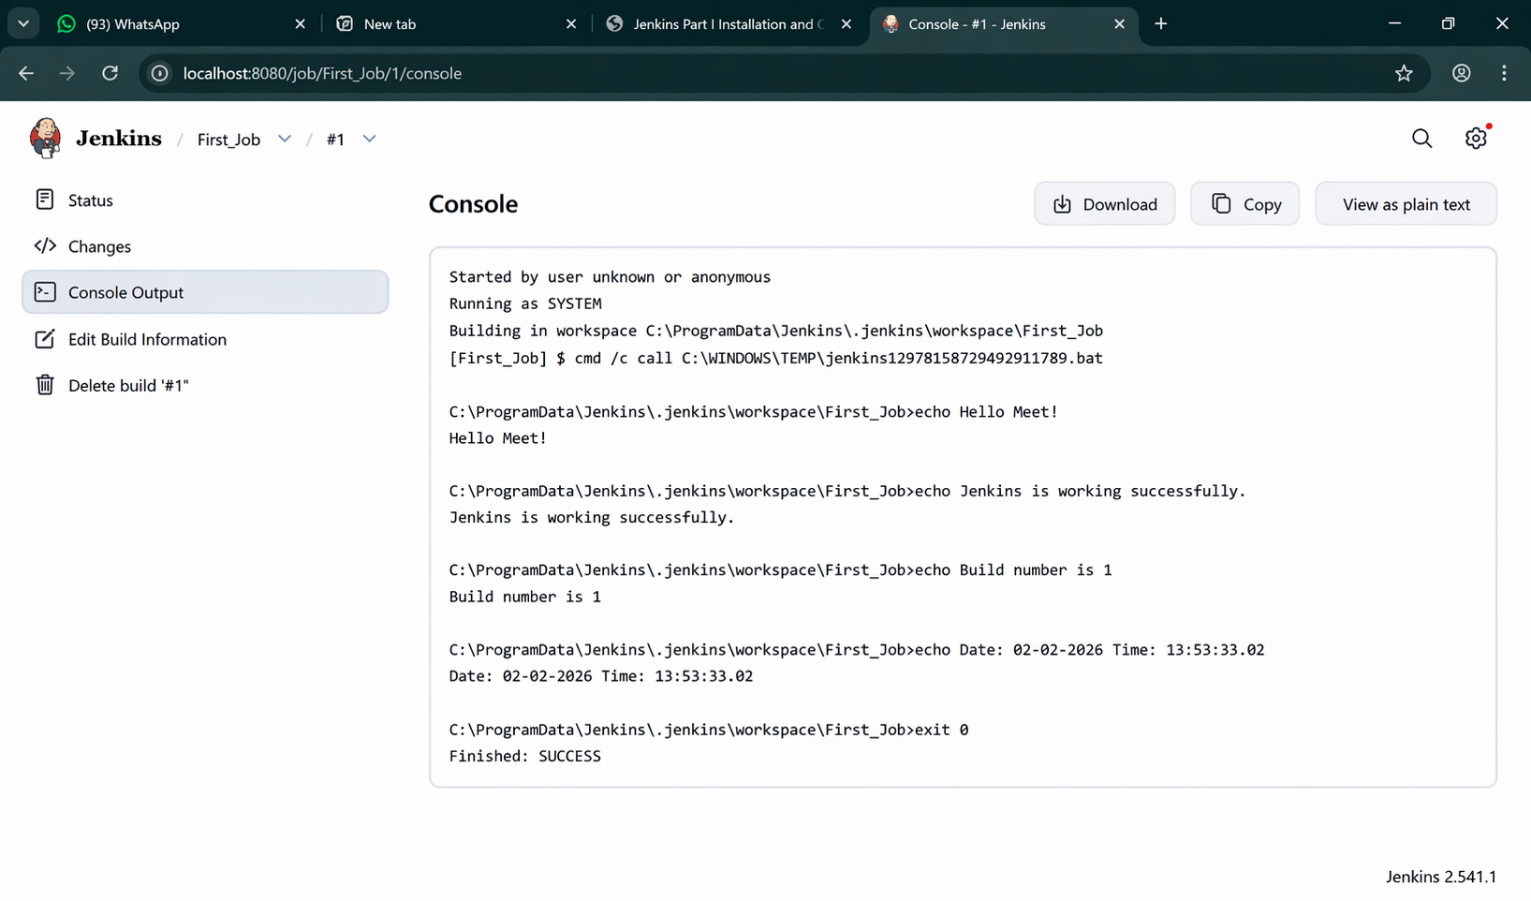 (93) WhatsApp
New tab
Jenkins Part I Installation and C
Console - #1 - Jenkins
localhost:8080/job/First_Job/1/console
Jenkins / First_Job / #1
Status
Changes
Console Output
Edit Build Information
Delete build '#1"
Console
Download
Copy
View as plain text
Started by user unknown or anonymous
Running as SYSTEM
Building in workspace C:\ProgramData\Jenkins\.jenkins\workspace\First_Job
[First_Job] $ cmd /c call C:\WINDOWS\TEMP\jenkins12978158729492911789.bat
C:\ProgramData\Jenkins\.jenkins\workspace\First_Job>echo Hello Meet!
Hello Meet!
C:\ProgramData\Jenkins\.jenkins\workspace\First_Job>echo Jenkins is working successfully.
Jenkins is working successfully.
C:\ProgramData\Jenkins\.jenkins\workspace\First_Job>echo Build number is 1
Build number is 1
C:\ProgramData\Jenkins\.jenkins\workspace\First_Job>echo Date: 02-02-2026 Time: 13:53:33.02
Date: 02-02-2026 Time: 13:53:33.02
C:\ProgramData\Jenkins\.jenkins\workspace\First_Job>exit 0
Finished: SUCCESS
Jenkins 2.541.1